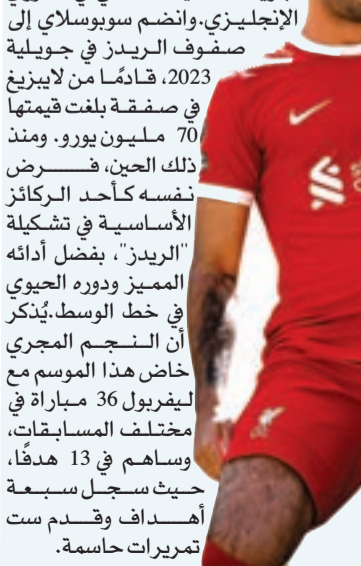 الإنجليزي.وانضم سوبوسلاي إلى
صفوف الريدز في جويلية
2023، قادمًا من لايبزيغ
في صفقة بلغت قيمتها
70 مليون يورو. ومنذ
ذلك الحين، فرض
نفسه كأحد الركائز
الأساسية في تشكيلة
"الريدز"، بفضل أدائه
المميز ودوره الحيوي
في خط الوسط.يُذكر
أن النجم المجري
خاض هذا الموسم مع
ليفربول 36 مباراة في
مختلف المسابقات،
وساهم في 13 هدفًا،
حيث سجل سبعة
أهداف وقدم ست
تمريرات حاسمة.